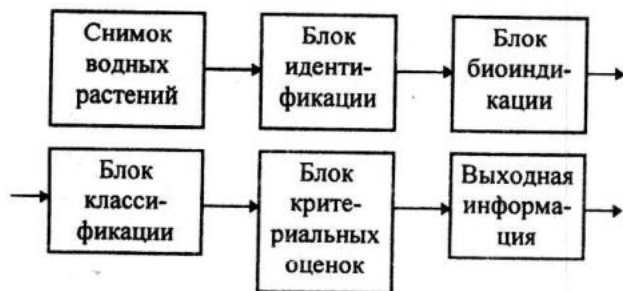 Снимок
водных
растений
Блок
иденти-
фикации
Блок
биоинди-
кации
Блок
класси-
фикации
Блок
крите-
риальных
оценок
Выходная
информа-
ция